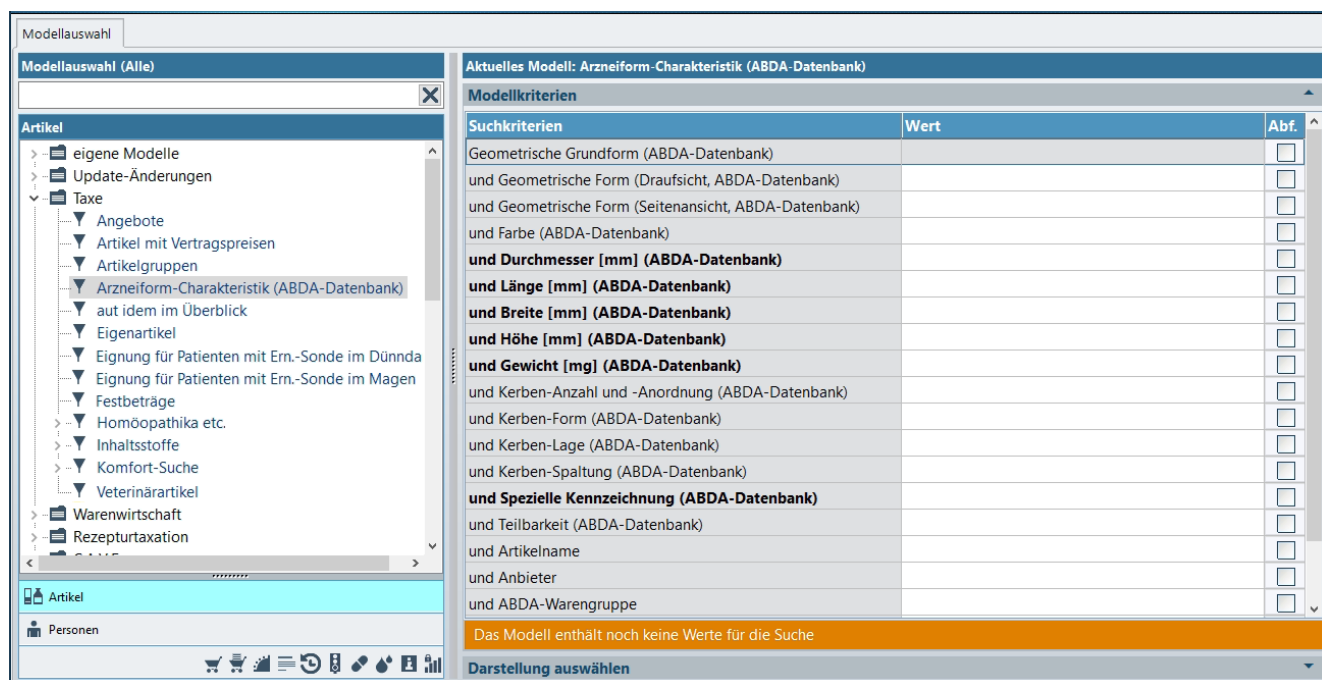 Modellauswahl
Modellauswahl (Alle)
Artikel
eigene Modelle
Update-Änderungen
Taxe
Angebote
Artikel mit Vertragspreisen
Artikelgruppen
Arzneiform-Charakteristik (ABDA-Datenbank)
aut idem im Überblick
Eigenartikel
Eignung für Patienten mit Ern.-Sonde im Dünnda
Eignung für Patienten mit Ern.-Sonde im Magen
Festbeträge
Homöopathika etc.
Inhaltsstoffe
Komfort-Suche
Veterinärartikel
Warenwirtschaft
Rezepturtaxation
Artikel
Personen
Aktuelles Modell: Arzneiform-Charakteristik (ABDA-Datenbank)
Modellkriterien
Suchkriterien Wert Abf.
Geometrische Grundform (ABDA-Datenbank)
und Geometrische Form (Draufsicht, ABDA-Datenbank)
und Geometrische Form (Seitenansicht, ABDA-Datenbank)
und Farbe (ABDA-Datenbank)
und Durchmesser [mm] (ABDA-Datenbank)
und Länge [mm] (ABDA-Datenbank)
und Breite [mm] (ABDA-Datenbank)
und Höhe [mm] (ABDA-Datenbank)
und Gewicht [mg] (ABDA-Datenbank)
und Kerben-Anzahl und -Anordnung (ABDA-Datenbank)
und Kerben-Form (ABDA-Datenbank)
und Kerben-Lage (ABDA-Datenbank)
und Kerben-Spaltung (ABDA-Datenbank)
und Spezielle Kennzeichnung (ABDA-Datenbank)
und Teilbarkeit (ABDA-Datenbank)
und Artikelname
und Anbieter
und ABDA-Warengruppe
Das Modell enthält noch keine Werte für die Suche
Darstellung auswählen